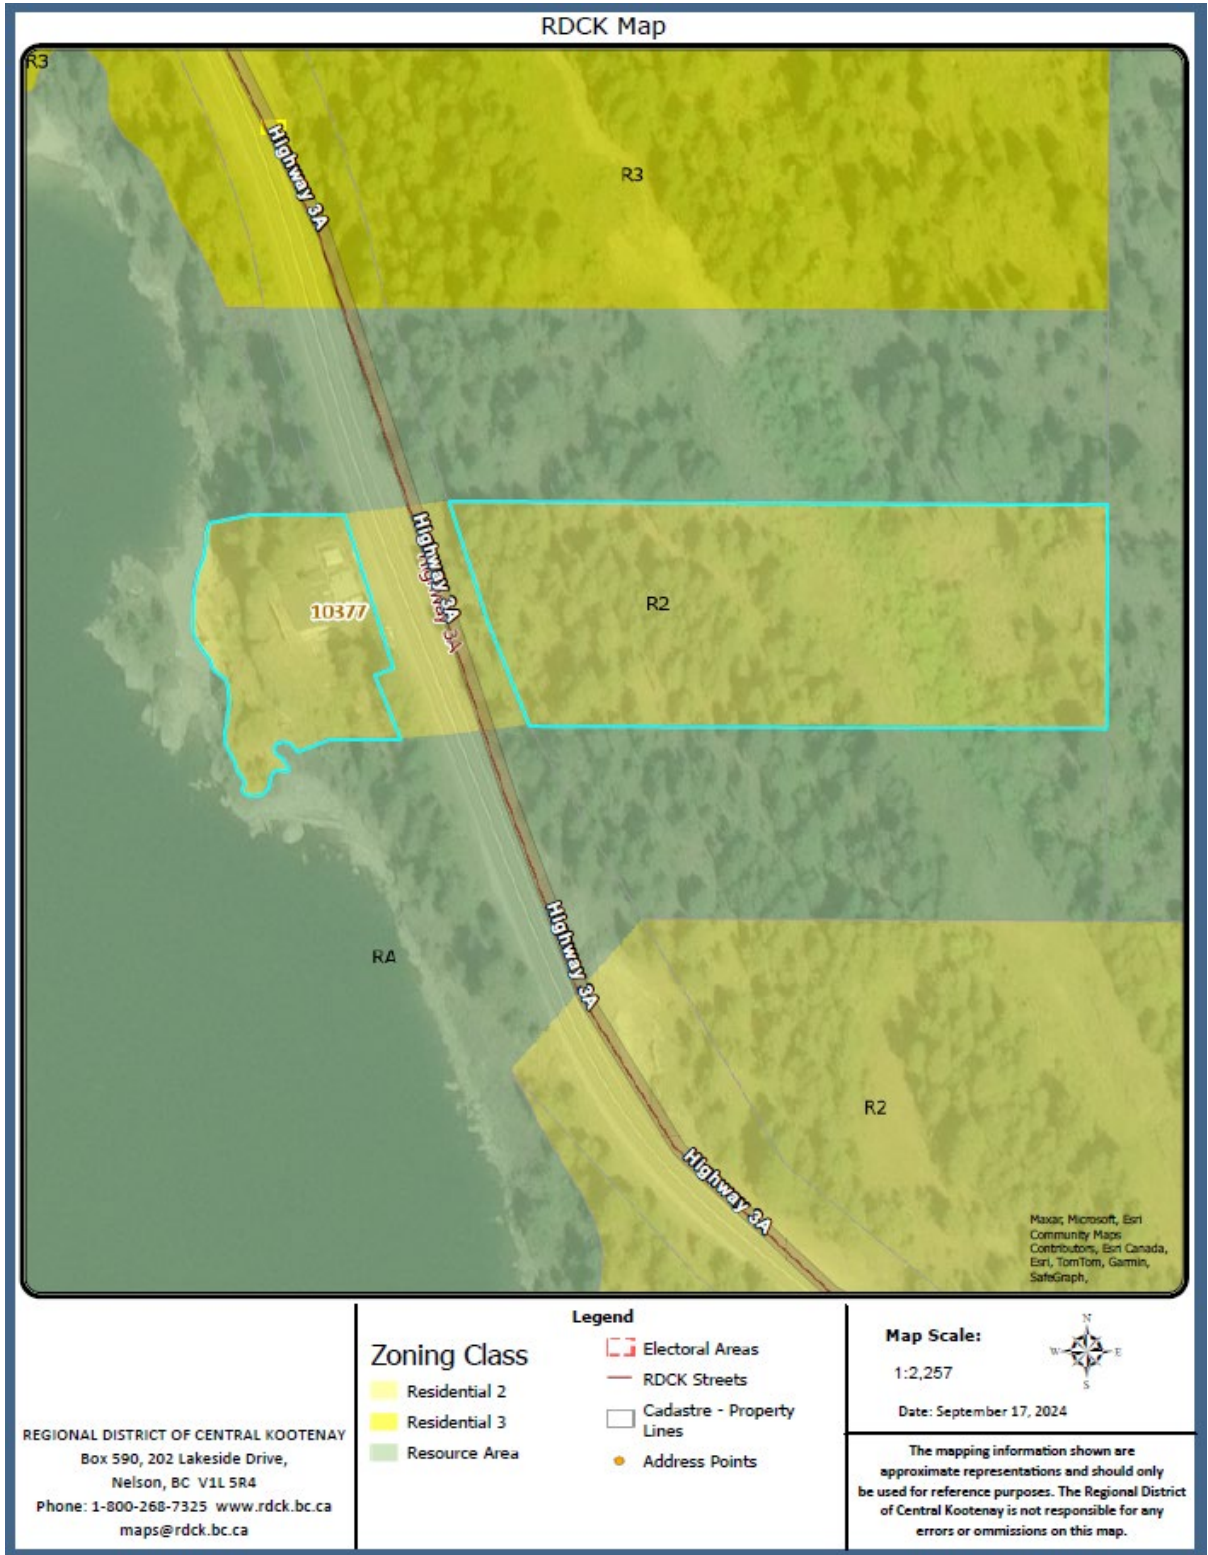 RDCK Map
R3
Highway 3A
R3
Highway 3A
Highway 3A
10377
R2
Highway 3A
RA
R2
Highway 3A
Maxar, Microsoft, Esri
Community Maps
Contributors, Esri Canada,
Esri, TomTom, Garmin,
SafeGraph,
REGIONAL DISTRICT OF CENTRAL KOOTENAY
Box 590, 202 Lakeside Drive,
Nelson, BC V1L 5R4
Phone: 1-800-268-7325 www.rdck.bc.ca
maps@rdck.bc.ca
Legend
Zoning Class
Residential 2
Residential 3
Resource Area
Electoral Areas
RDCK Streets
Cadastre - Property
Lines
Address Points
Map Scale:
1:2,257
N
W
E
S
Date: September 17, 2024
The mapping information shown are
approximate representations and should only
be used for reference purposes. The Regional District
of Central Kootenay is not responsible for any
errors or ommissions on this map.